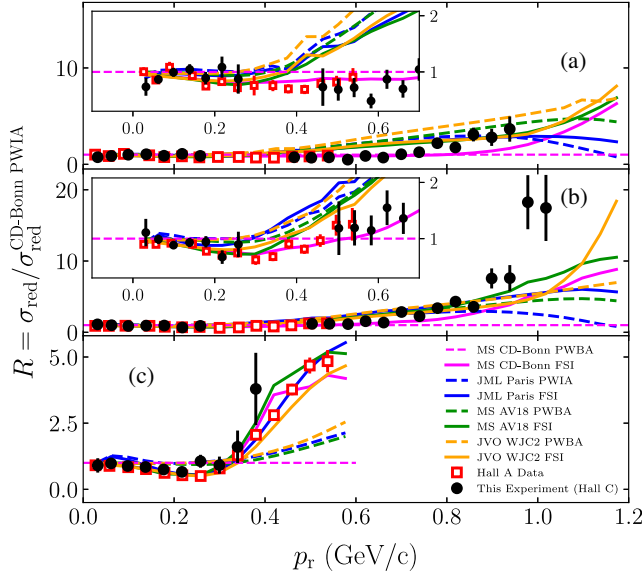 R = σred/σred^CD-Bonn PWIA
10
0
2
1
0.0 0.2 0.4 0.6
(a)
20
10
0
2
1
0.0 0.2 0.4 0.6
(b)
5.0
2.5
0.0
(c)
MS CD-Bonn PWBA
MS CD-Bonn FSI
JML Paris PWIA
JML Paris FSI
MS AV18 PWBA
MS AV18 FSI
JVO WJC2 PWBA
JVO WJC2 FSI
Hall A Data
This Experiment (Hall C)
0.0 0.2 0.4 0.6 0.8 1.0 1.2
pr (GeV/c)